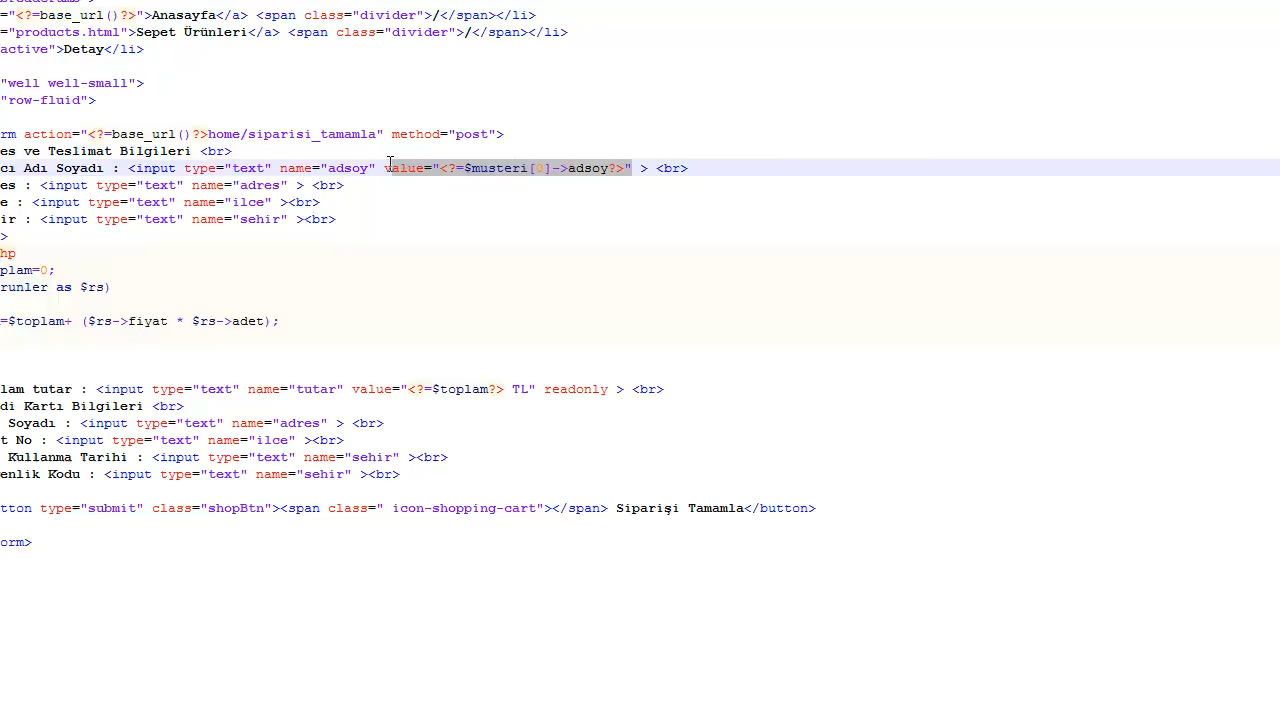 ="<?=base_url()?>">Anasayfa</a> <span class="divider">/</span></li>
="products.html">Sepet Ürünleri</a> <span class="divider">/</span></li>
active">Detay</li>
"well well-small">
"row-fluid">
rm action="<?=base_url()?>home/siparisi_tamamla" method="post">
es ve Teslimat Bilgileri <br>
cı Adı Soyadı : <input type="text" name="adsoy" value="<?=$musteri[0]->adsoy?>" > <br>
es : <input type="text" name="adres" > <br>
e : <input type="text" name="ilce" ><br>
ir : <input type="text" name="sehir" ><br>
>
hp
plam=0;
runler as $rs)
=$toplam+ ($rs->fiyat * $rs->adet);
lam tutar : <input type="text" name="tutar" value="<?=$toplam?> TL" readonly > <br>
di Kartı Bilgileri <br>
Soyadı : <input type="text" name="adres" > <br>
t No : <input type="text" name="ilce" ><br>
Kullanma Tarihi : <input type="text" name="sehir" ><br>
enlik Kodu : <input type="text" name="sehir" ><br>
tton type="submit" class="shopBtn"><span class=" icon-shopping-cart"></span> Siparişi Tamamla</button>
orm>